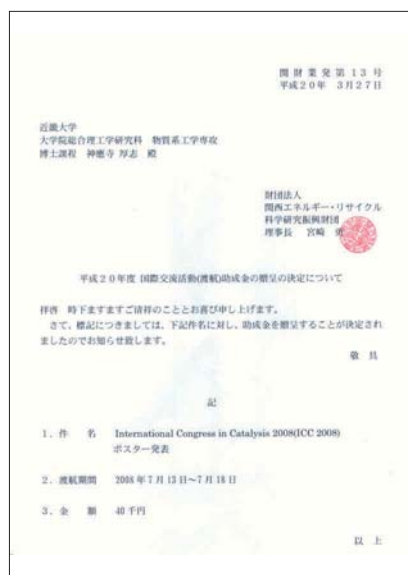 関財業発第13号
平成20年 3月27日
近畿大学
大学院総合理工学研究科 物質系工学専攻
博士課程 神應寺 厚志 殿
財団法人
関西エネルギー・リサイクル
科学研究振興財団
理事長 宮崎 勇
平成20年度 国際交流活動(渡航)助成金の贈呈の決定について
拝啓 時下ますますご清祥のこととお喜び申し上げます。
さて、標記につきましては、下記件名に対し、助成金を贈呈することが決定され
ましたのでお知らせ致します。
敬 具
記
1．件 名 International Congress in Catalysis 2008(ICC 2008)
ポスター発表
2．渡航期間 2008年7月13日～7月18日
3．金 額 40千円
以 上